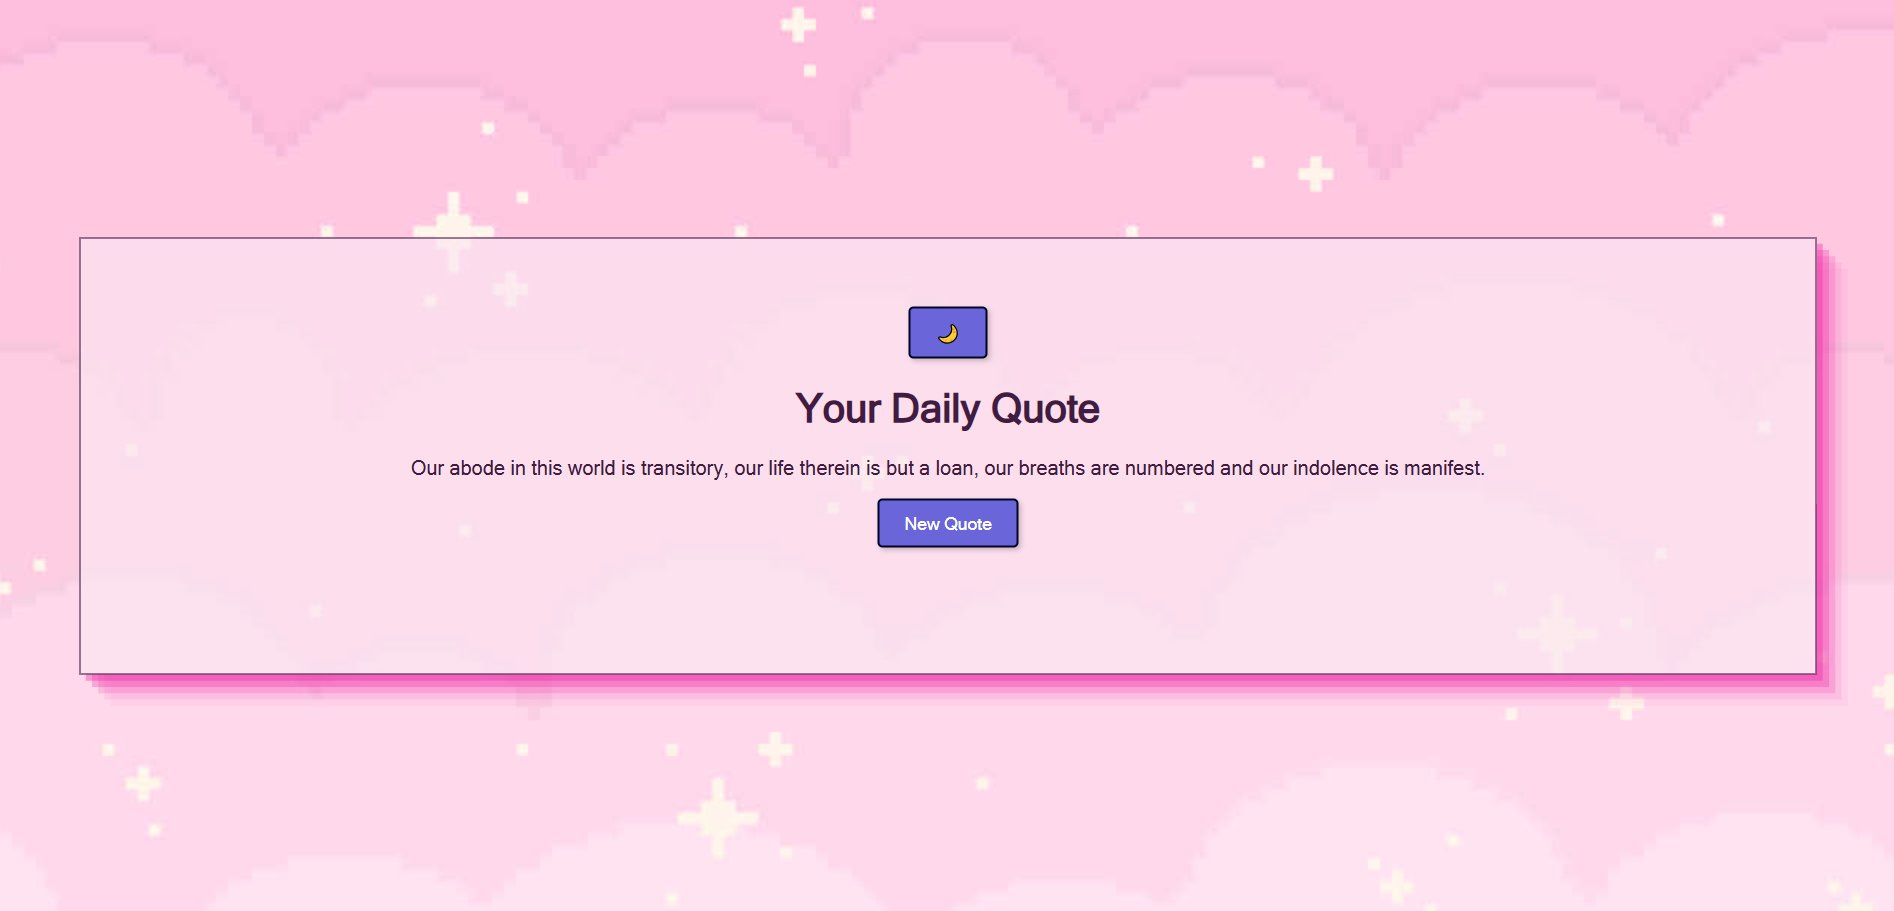 Your Daily Quote
Our abode in this world is transitory, our life therein is but a loan, our breaths are numbered and our indolence is manifest.
New Quote